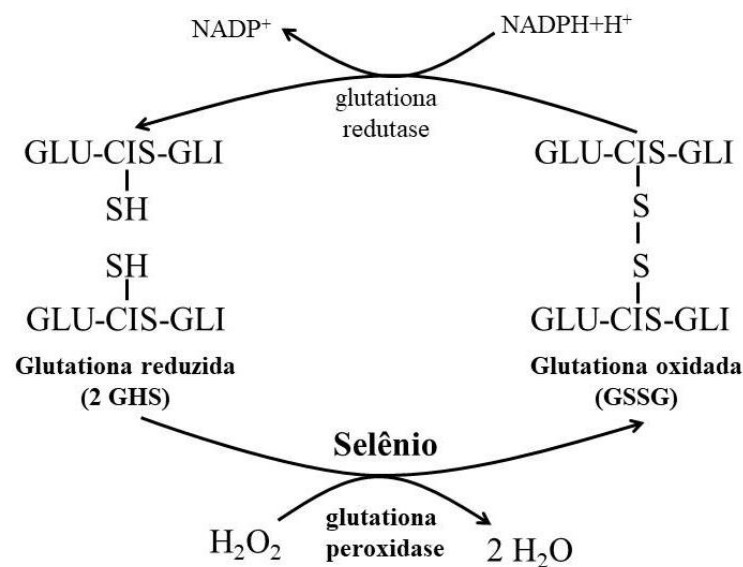 NADP⁺
NADPH+H⁺
glutationa
redutase
GLU-CIS-GLI
SH
SH
GLU-CIS-GLI
Glutationa reduzida
(2 GHS)
GLU-CIS-GLI
S
S
GLU-CIS-GLI
Glutationa oxidada
(GSSG)
Selênio
H₂O₂
glutationa
peroxidase
2 H₂O